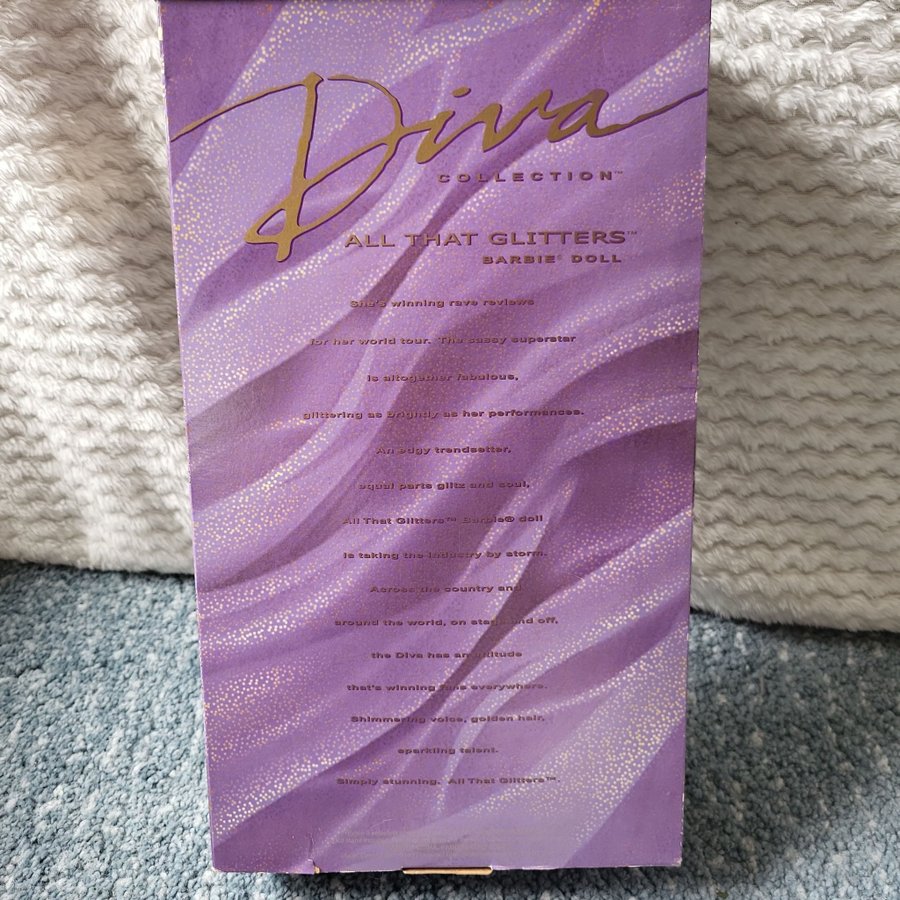 Diva
COLLECTION™
ALL THAT GLITTERS™
BARBIE® DOLL
She's winning rave reviews
for her world tour. The sassy superstar
is altogether fabulous,
glittering as brightly as her performances.
An edgy trendsetter,
equal parts glitz and soul,
All That Glitters™ Barbie® doll
is taking the industry by storm.
Across the country and
around the world, on stage and off,
the Diva has an attitude
that's winning fans everywhere.
Shimmering voice, golden hair,
sparkling talent.
Simply stunning. All That Glitters™.